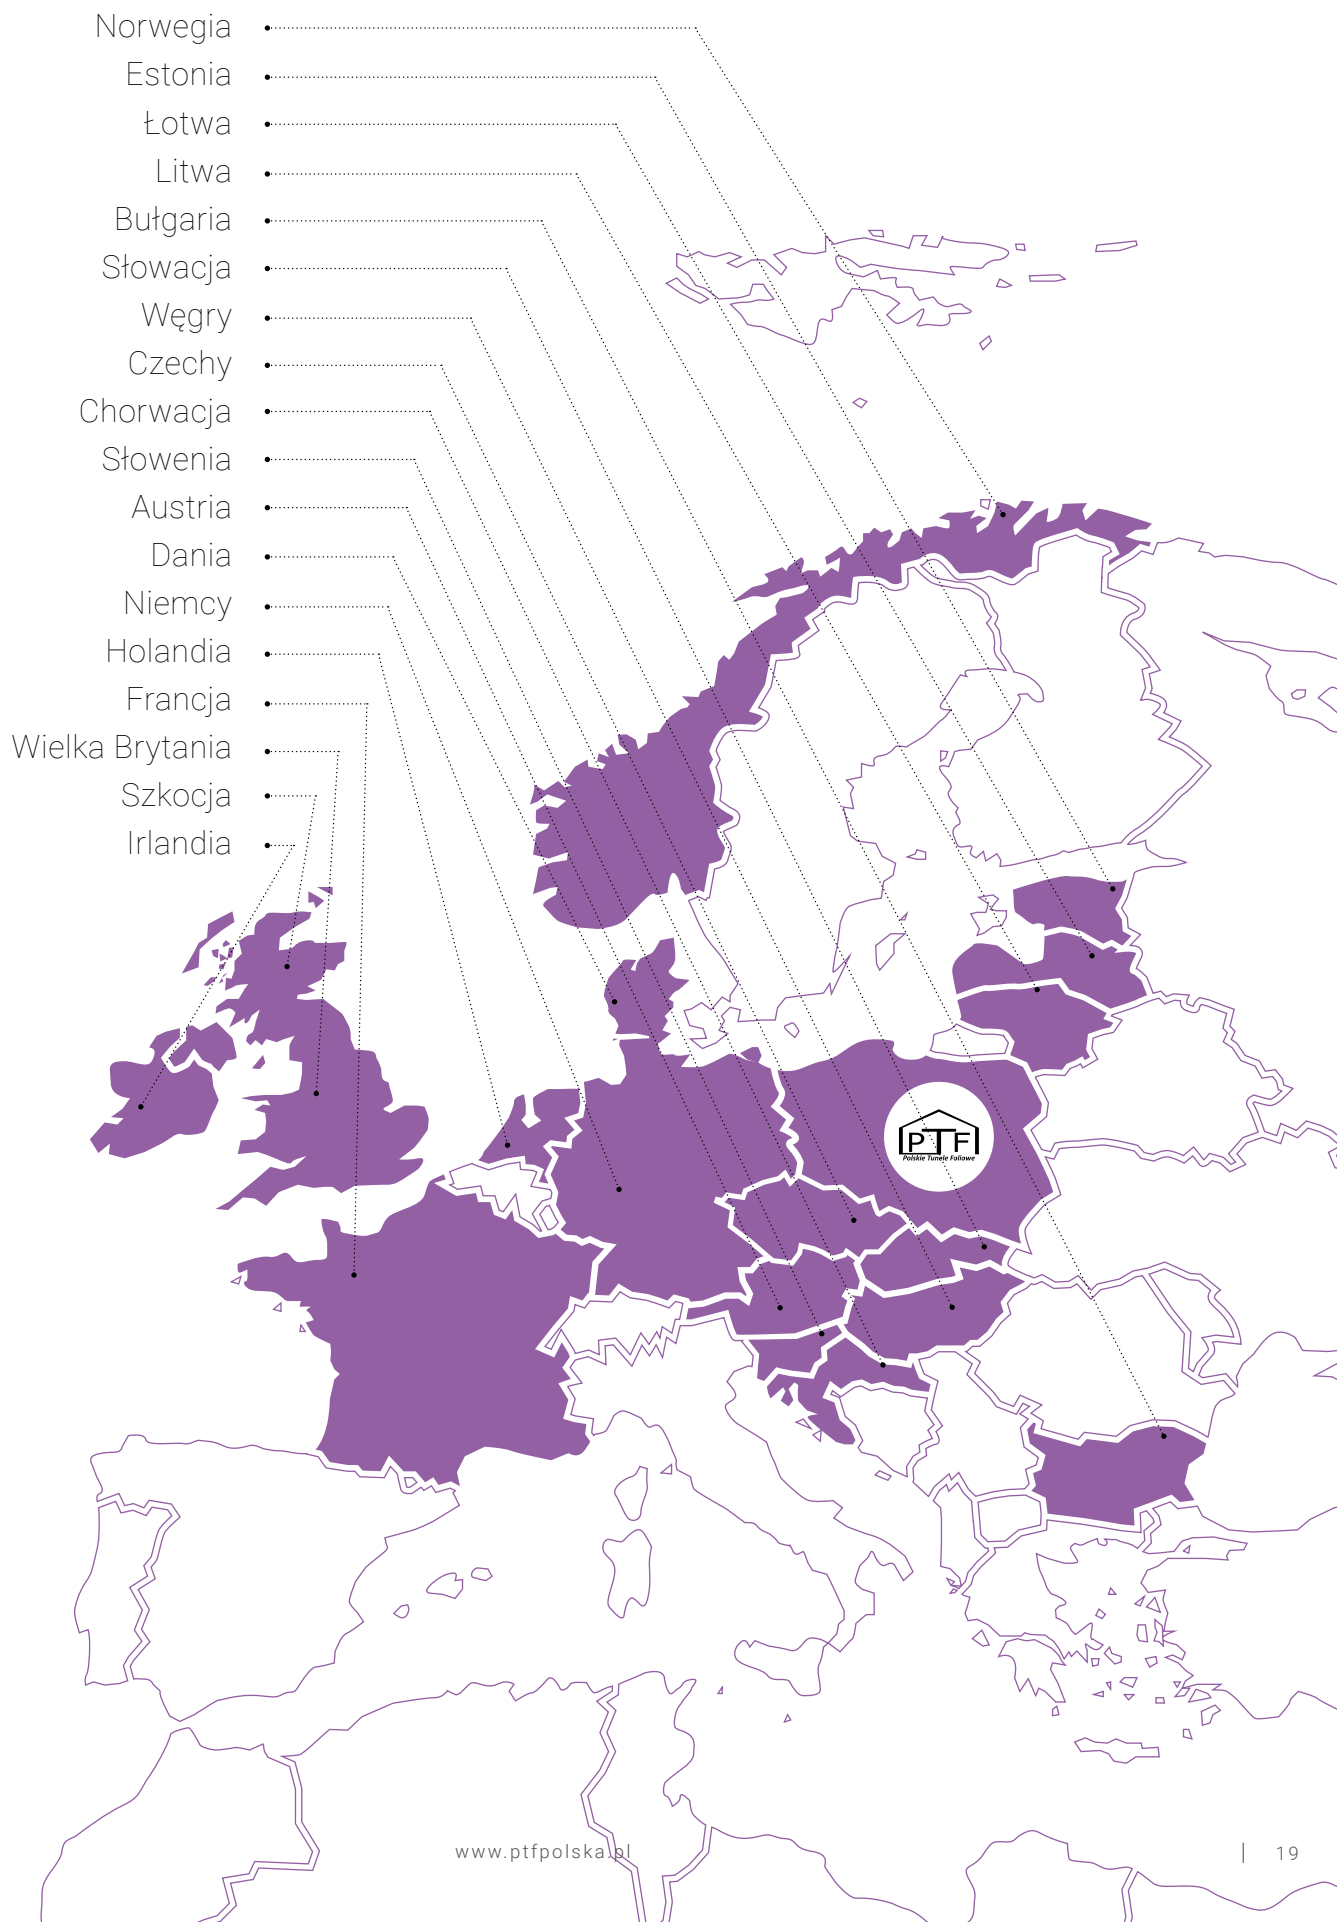 Norwegia
Estonia
Łotwa
Litwa
Bułgaria
Słowacja
Węgry
Czechy
Chorwacja
Słowenia
Austria
Dania
Niemcy
Holandia
Francja
Wielka Brytania
Szkocja
Irlandia
PTF
Polskie Tunele Foliowe
www.ptfpolska.pl
| 19